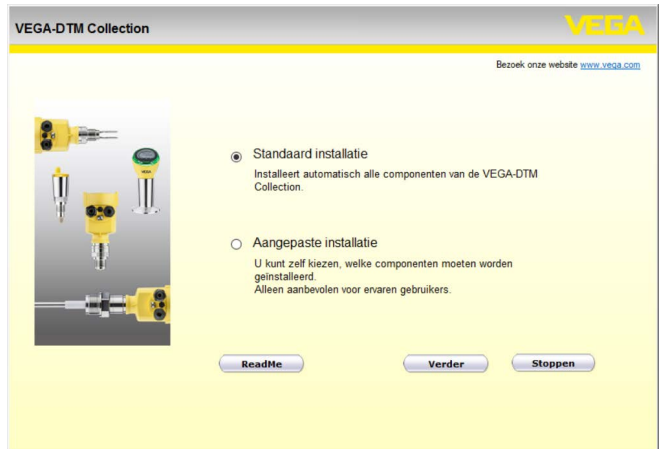 VEGA-DTM Collection
VEGA
Bezoek onze website www.vega.com
Standaard installatie
Installeert automatisch alle componenten van de VEGA-DTM
Collection.
Aangepaste installatie
U kunt zelf kiezen, welke componenten moeten worden
geïnstalleerd.
Alleen aanbevolen voor ervaren gebruikers.
ReadMe
Verder
Stoppen